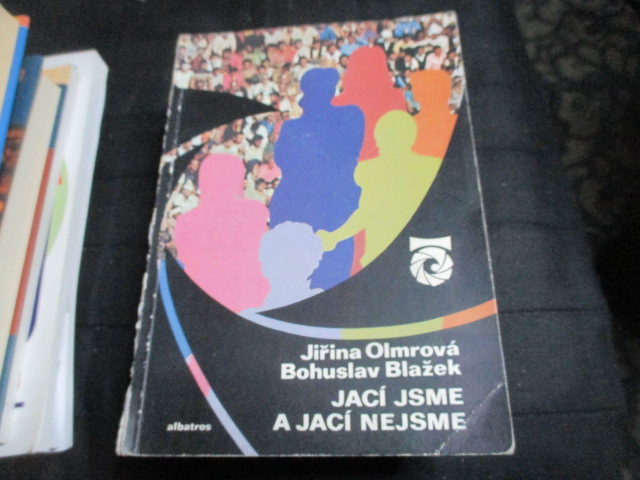 Jiřina Olmrová
Bohuslav Blažek
JACÍ JSME
A JACÍ NEJSME
albatros